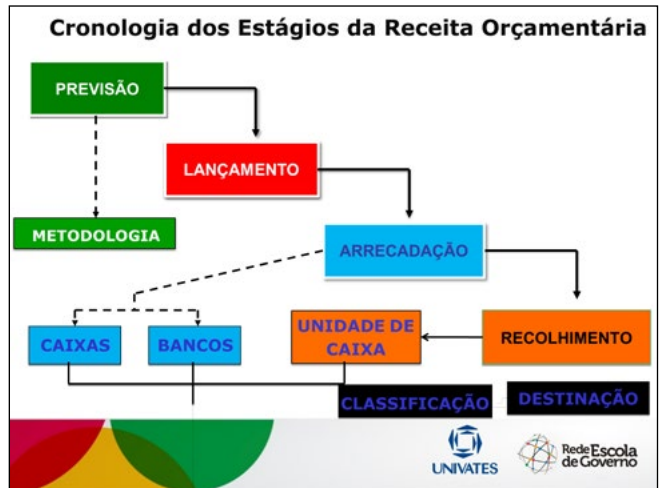 Cronologia dos Estágios da Receita Orçamentária
PREVISÃO
LANÇAMENTO
METODOLOGIA
ARRECADAÇÃO
CAIXAS
BANCOS
UNIDADE DE
CAIXA
RECOLHIMENTO
CLASSIFICAÇÃO
DESTINAÇÃO
UNIVATES
Rede Escola
de Governo